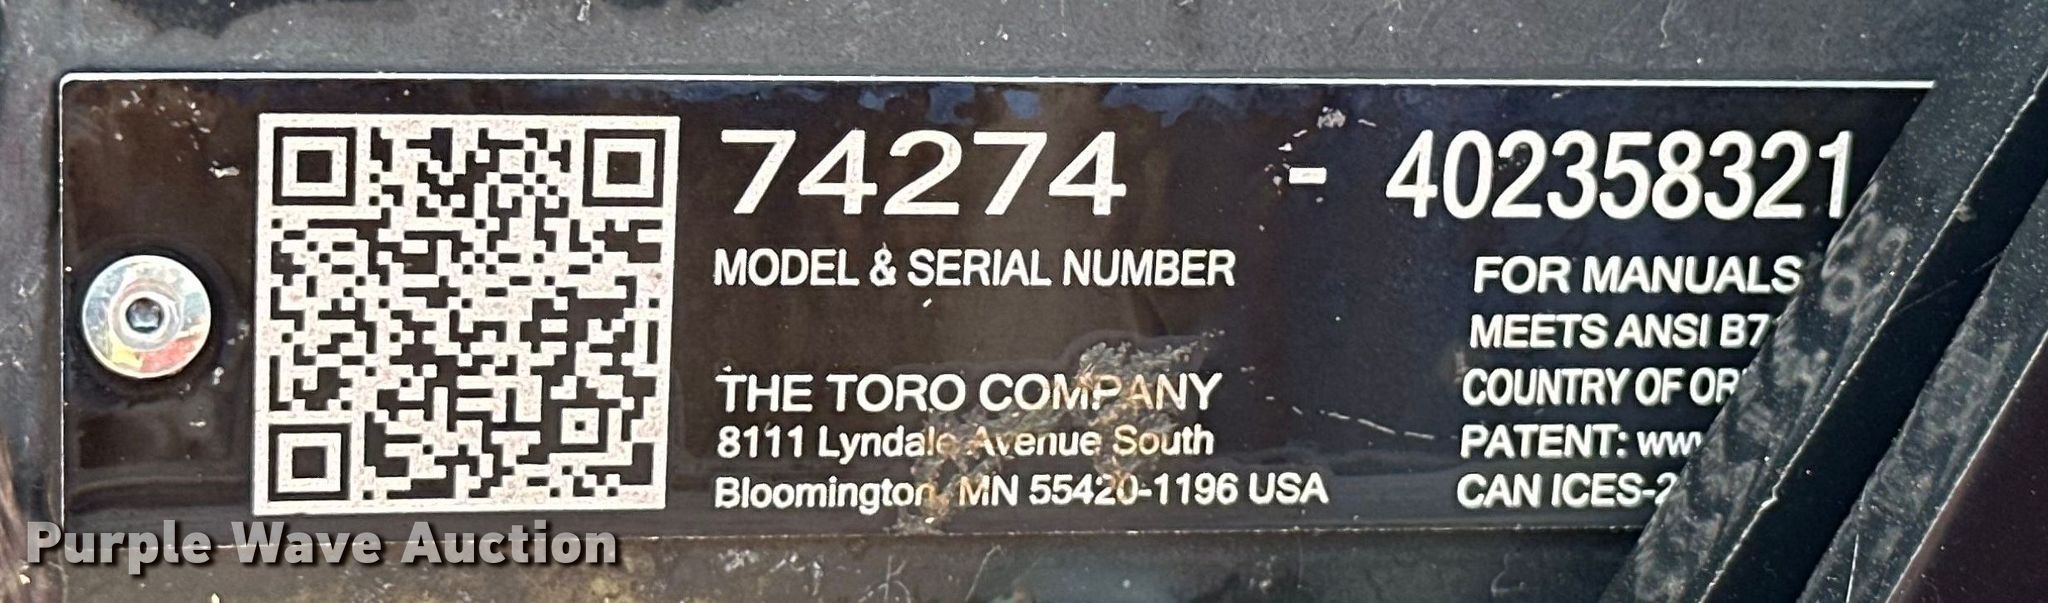 74274 - 402358321
MODEL & SERIAL NUMBER
FOR MANUALS
MEETS ANSI B7
COUNTRY OF OR
THE TORO COMPANY
8111 Lyndale Avenue South
PATENT: www
Bloomington, MN 55420-1196 USA
CAN ICES-2
Purple Wave Auction